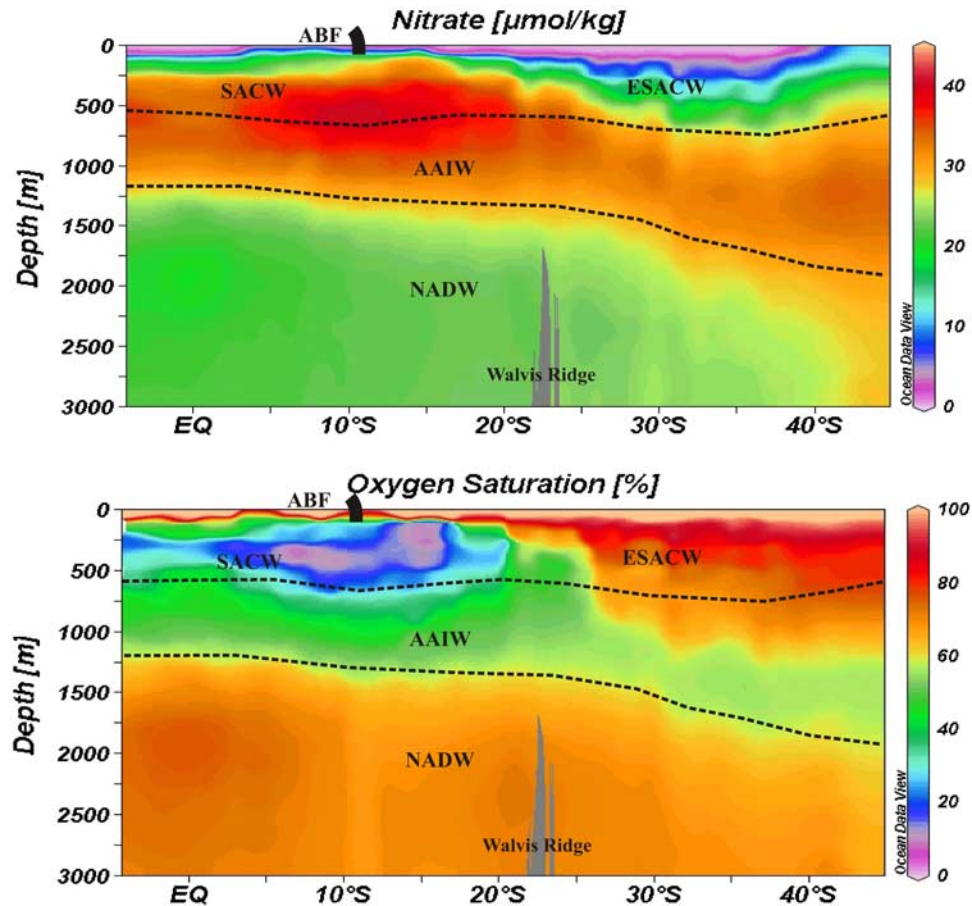 Nitrate [µmol/kg]
ABF
0
500
1000
1500
2000
2500
3000
Depth [m]
SACW
ESACW
AAIW
NADW
Walvis Ridge
EQ 10°S 20°S 30°S 40°S
40
30
20
10
0
Ocean Data View
Oxygen Saturation [%]
ABF
0
500
1000
1500
2000
2500
3000
Depth [m]
SACW
ESACW
AAIW
NADW
Walvis Ridge
EQ 10°S 20°S 30°S 40°S
100
80
60
40
20
0
Ocean Data View